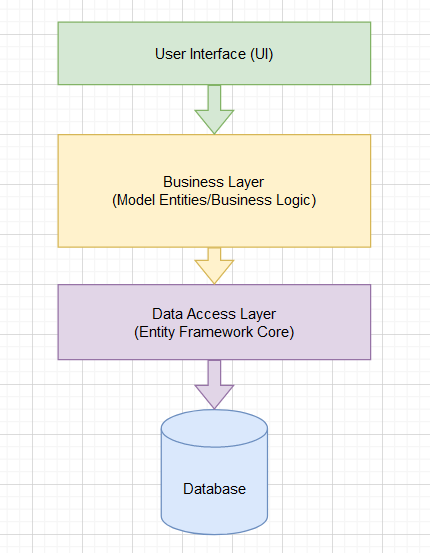 User Interface (UI)
Business Layer
(Model Entities/Business Logic)
Data Access Layer
(Entity Framework Core)
Database